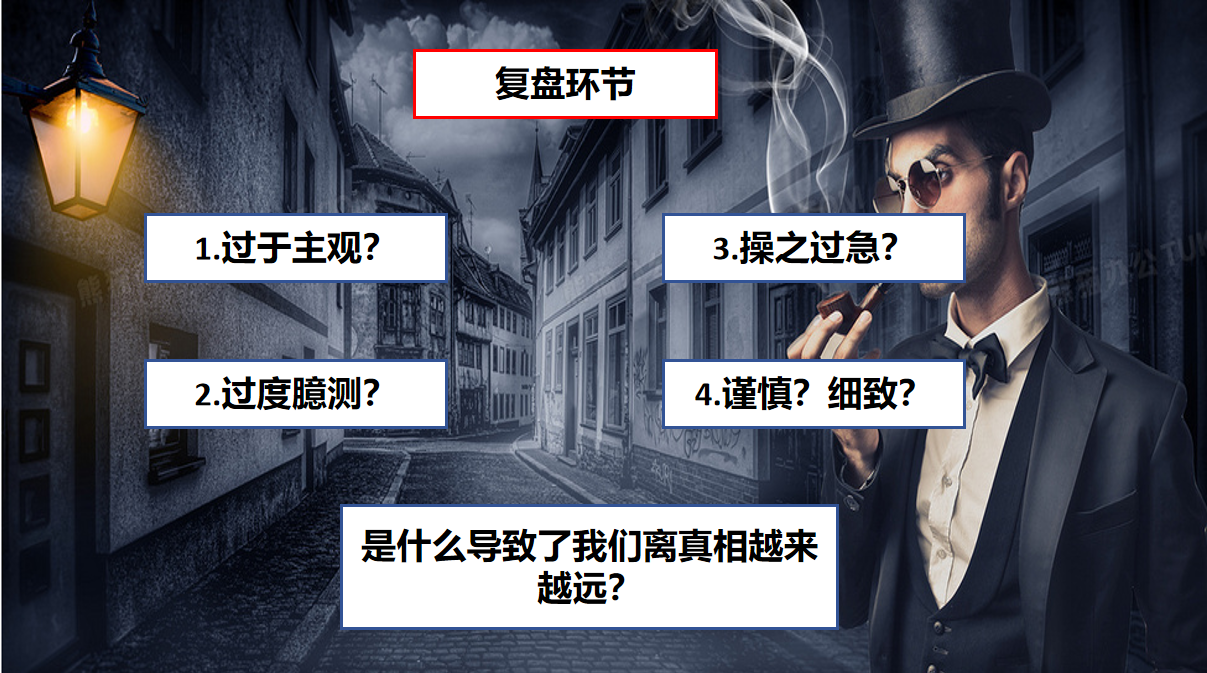 复盘环节
1.过于主观？
3.操之过急？
2.过度臆测？
4.谨慎？细致？
是什么导致了我们离真相越来
越远？